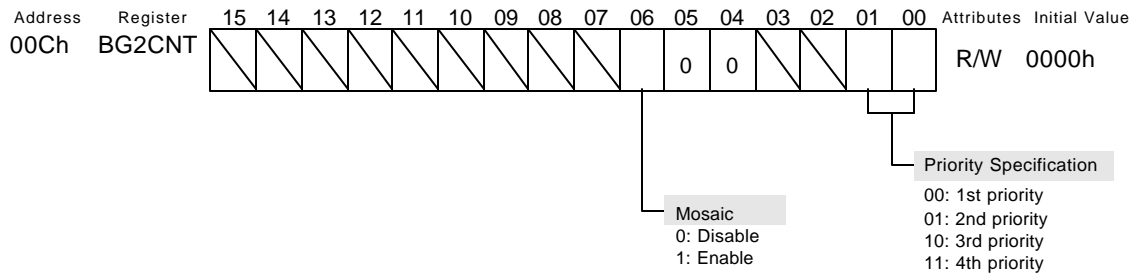 Address Register 15 14 13 12 11 10 09 08 07 06 05 04 03 02 01 00 Attributes Initial Value
00Ch BG2CNT 0 0 R/W 0000h
Priority Specification
00: 1st priority
01: 2nd priority
10: 3rd priority
11: 4th priority
Mosaic
0: Disable
1: Enable